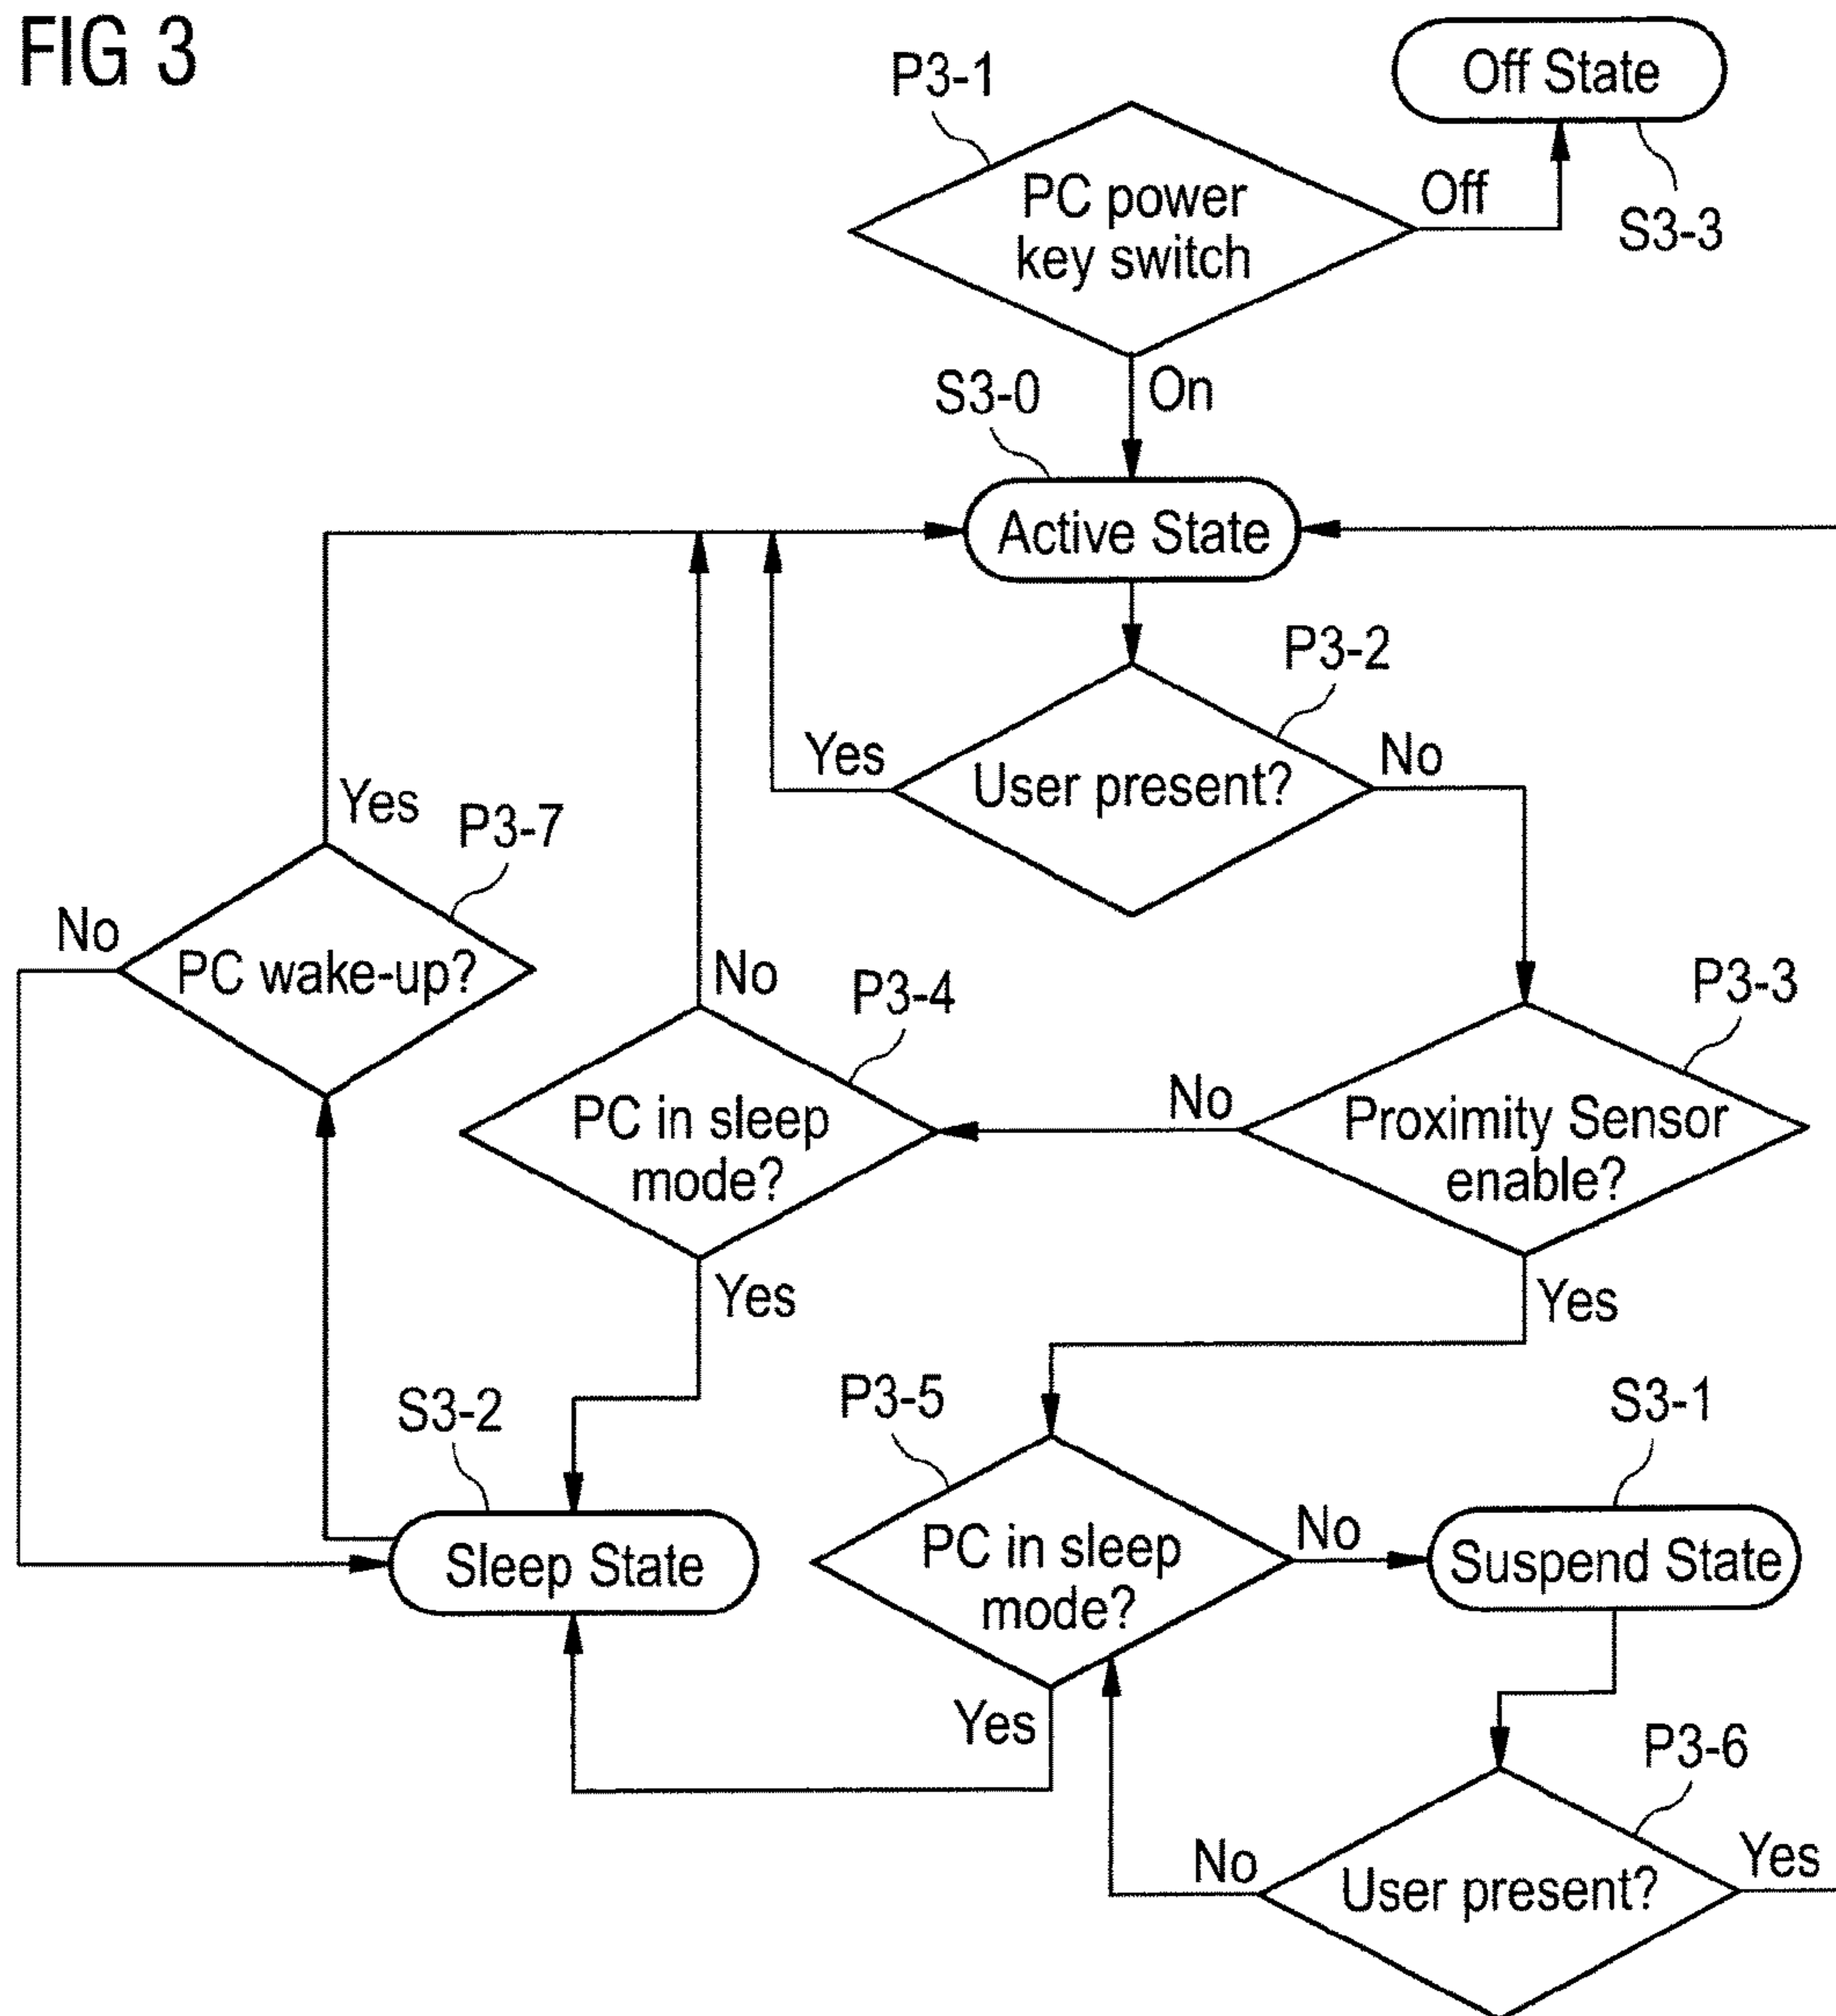 FIG 3
P3-1
Off State
PC power
key switch
Off
S3-3
S3-0
On
Active State
P3-2
Yes
User present?
No
Yes
P3-7
No
PC wake-up?
No
P3-4
P3-3
PC in sleep
mode?
No
Proximity Sensor
enable?
Yes
Yes
S3-2
P3-5
S3-1
Sleep State
PC in sleep
mode?
No
Suspend State
Yes
P3-6
No
User present?
Yes